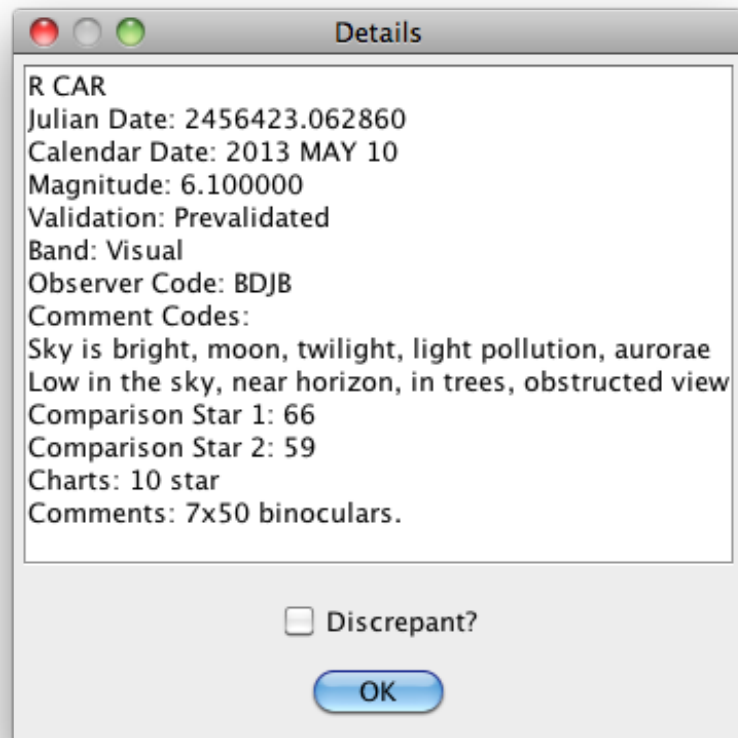 Details
R CAR
Julian Date: 2456423.062860
Calendar Date: 2013 MAY 10
Magnitude: 6.100000
Validation: Prevalidated
Band: Visual
Observer Code: BDJB
Comment Codes:
Sky is bright, moon, twilight, light pollution, aurorae
Low in the sky, near horizon, in trees, obstructed view
Comparison Star 1: 66
Comparison Star 2: 59
Charts: 10 star
Comments: 7x50 binoculars.
Discrepant?
OK